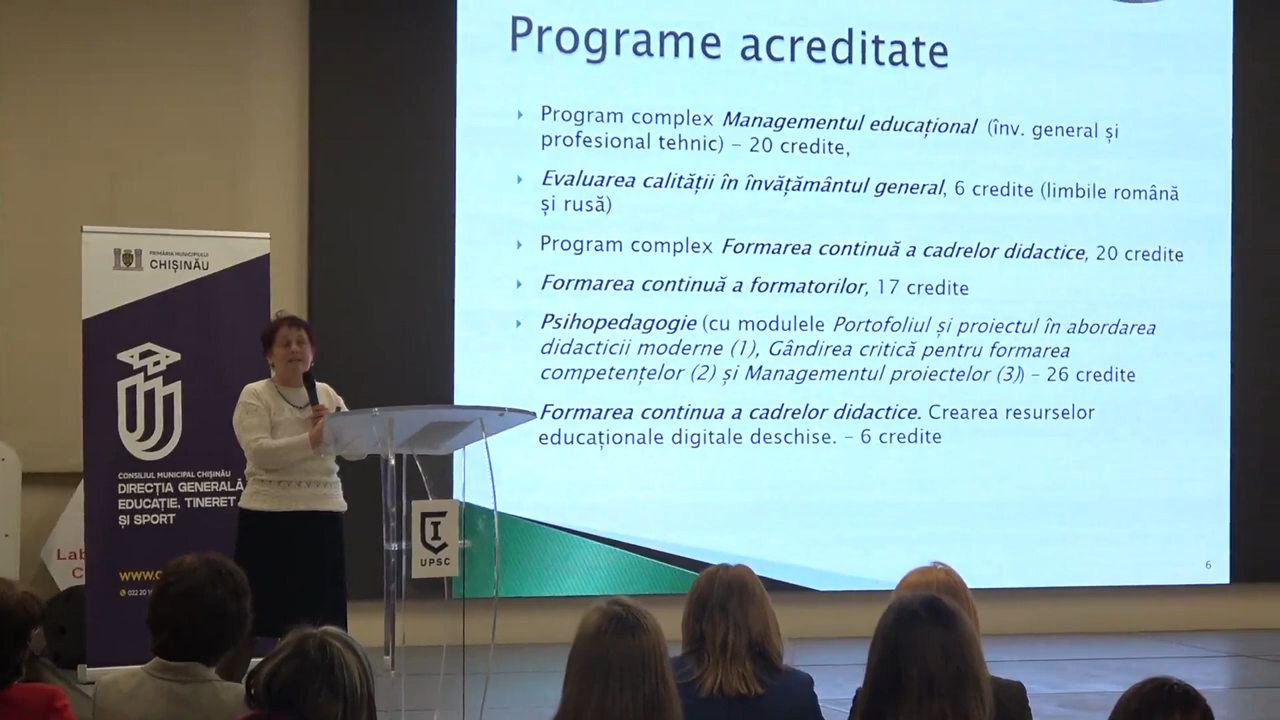 Programe acreditate
Program complex Managementul educațional (înv. general și
profesional tehnic) – 20 credite,
Evaluarea calității în învățământul general, 6 credite (limbile română
și rusă)
Program complex Formarea continuă a cadrelor didactice, 20 credite
Formarea continuă a formatorilor, 17 credite
Psihopedagogie (cu modulele Portofoliul și proiectul în abordarea
didacticii moderne (1), Gândirea critică pentru formarea
competențelor (2) și Managementul proiectelor (3)) – 26 credite
Formarea continua a cadrelor didactice. Crearea resurselor
educaționale digitale deschise. – 6 credite
6
PRIMĂRIA MUNICIPIULUI
CHIȘINĂU
CONSILIUL MUNICIPAL CHIȘINĂU
DIRECȚIA GENERALĂ
EDUCAȚIE, TINERET
ȘI SPORT
WWW.
022 20
Lab
C
UPSC